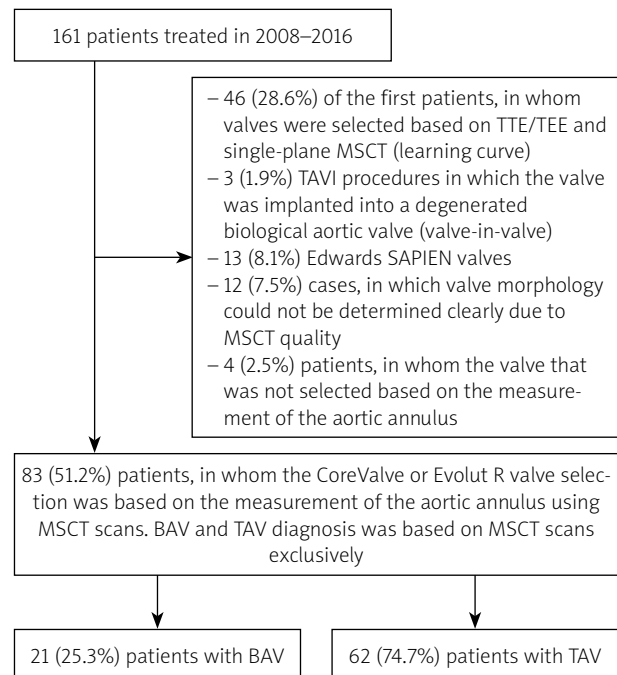 161 patients treated in 2008–2016
– 46 (28.6%) of the first patients, in whom
valves were selected based on TTE/TEE and
single-plane MSCT (learning curve)
– 3 (1.9%) TAVI procedures in which the valve
was implanted into a degenerated
biological aortic valve (valve-in-valve)
– 13 (8.1%) Edwards SAPIEN valves
– 12 (7.5%) cases, in which valve morphology
could not be determined clearly due to
MSCT quality
– 4 (2.5%) patients, in whom the valve that
was not selected based on the measure-
ment of the aortic annulus
83 (51.2%) patients, in whom the CoreValve or Evolut R valve selec-
tion was based on the measurement of the aortic annulus using
MSCT scans. BAV and TAV diagnosis was based on MSCT scans
exclusively
21 (25.3%) patients with BAV
62 (74.7%) patients with TAV